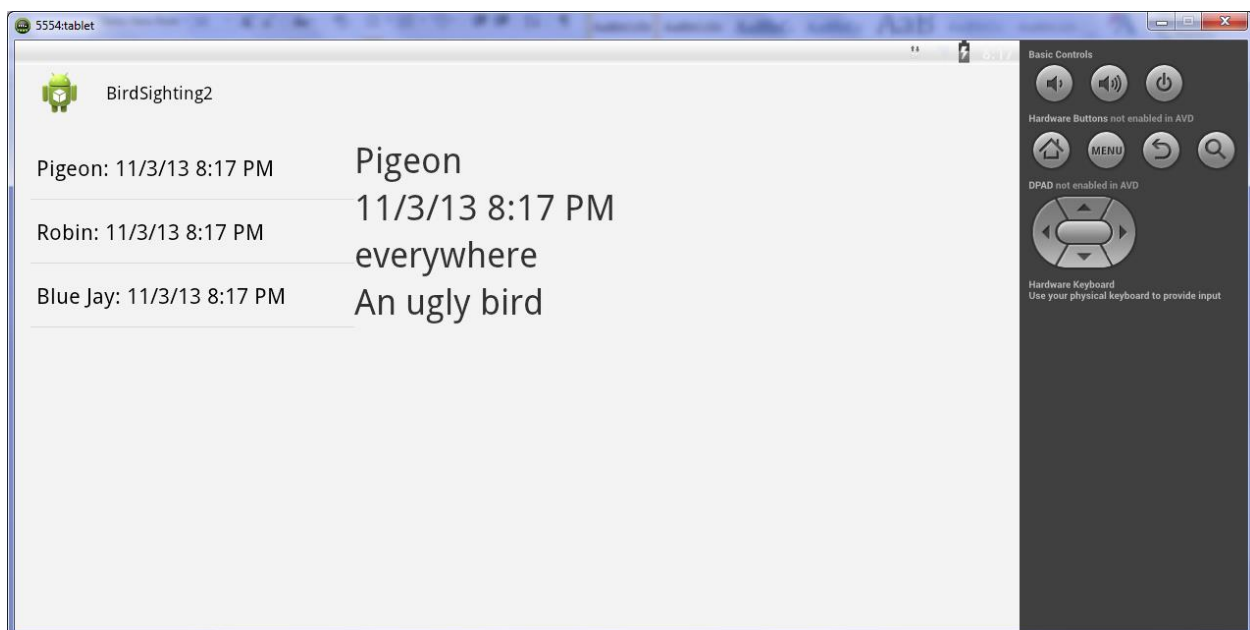 5554:tablet
BirdSighting2
Pigeon: 11/3/13 8:17 PM
Robin: 11/3/13 8:17 PM
Blue Jay: 11/3/13 8:17 PM
Pigeon
11/3/13 8:17 PM
everywhere
An ugly bird
Basic Controls
Hardware Buttons not enabled in AVD
MENU
DPAD not enabled in AVD
Hardware Keyboard
Use your physical keyboard to provide input